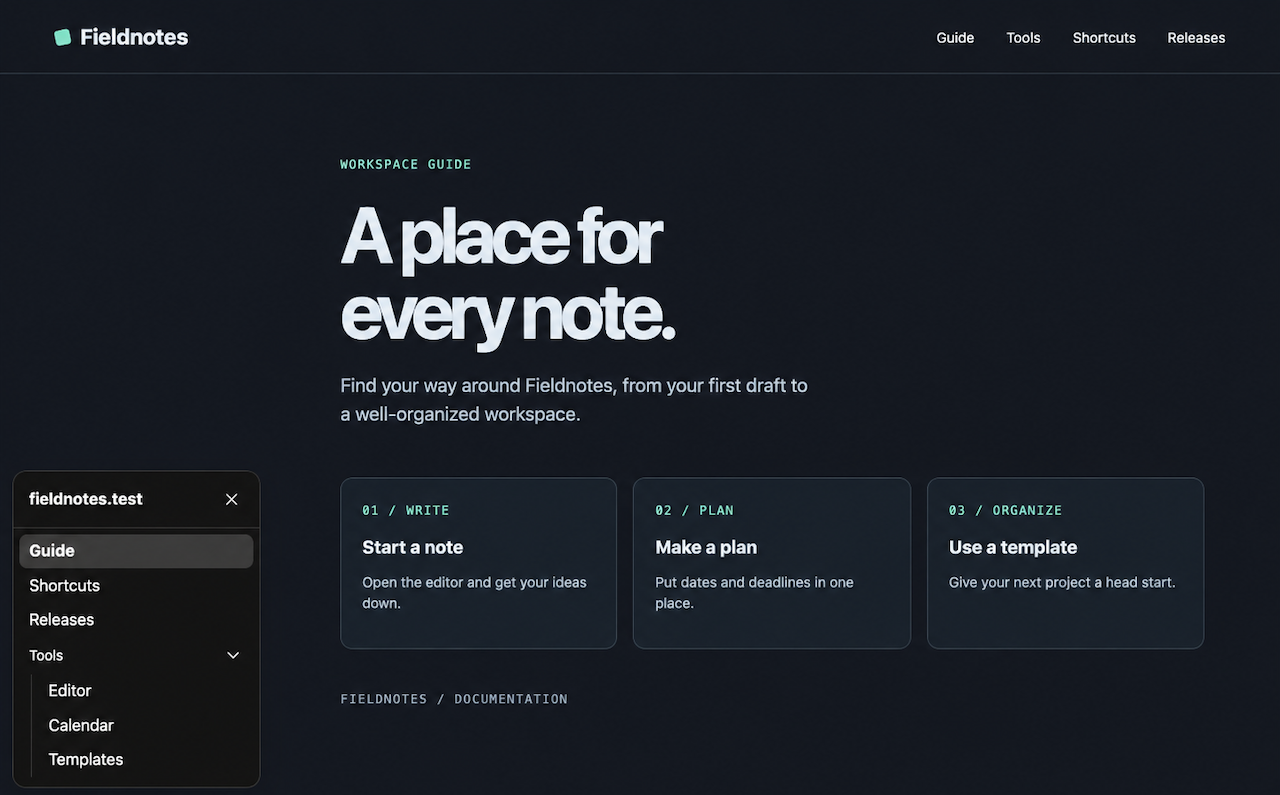 Fieldnotes
Guide
Tools
Shortcuts
Releases
WORKSPACE GUIDE
A place for
every note.
Find your way around Fieldnotes, from your first draft to
a well-organized workspace.
01 / WRITE
Start a note
Open the editor and get your ideas
down.
02 / PLAN
Make a plan
Put dates and deadlines in one
place.
03 / ORGANIZE
Use a template
Give your next project a head start.
FIELDNOTES / DOCUMENTATION
fieldnotes.test
Guide
Shortcuts
Releases
Tools
Editor
Calendar
Templates